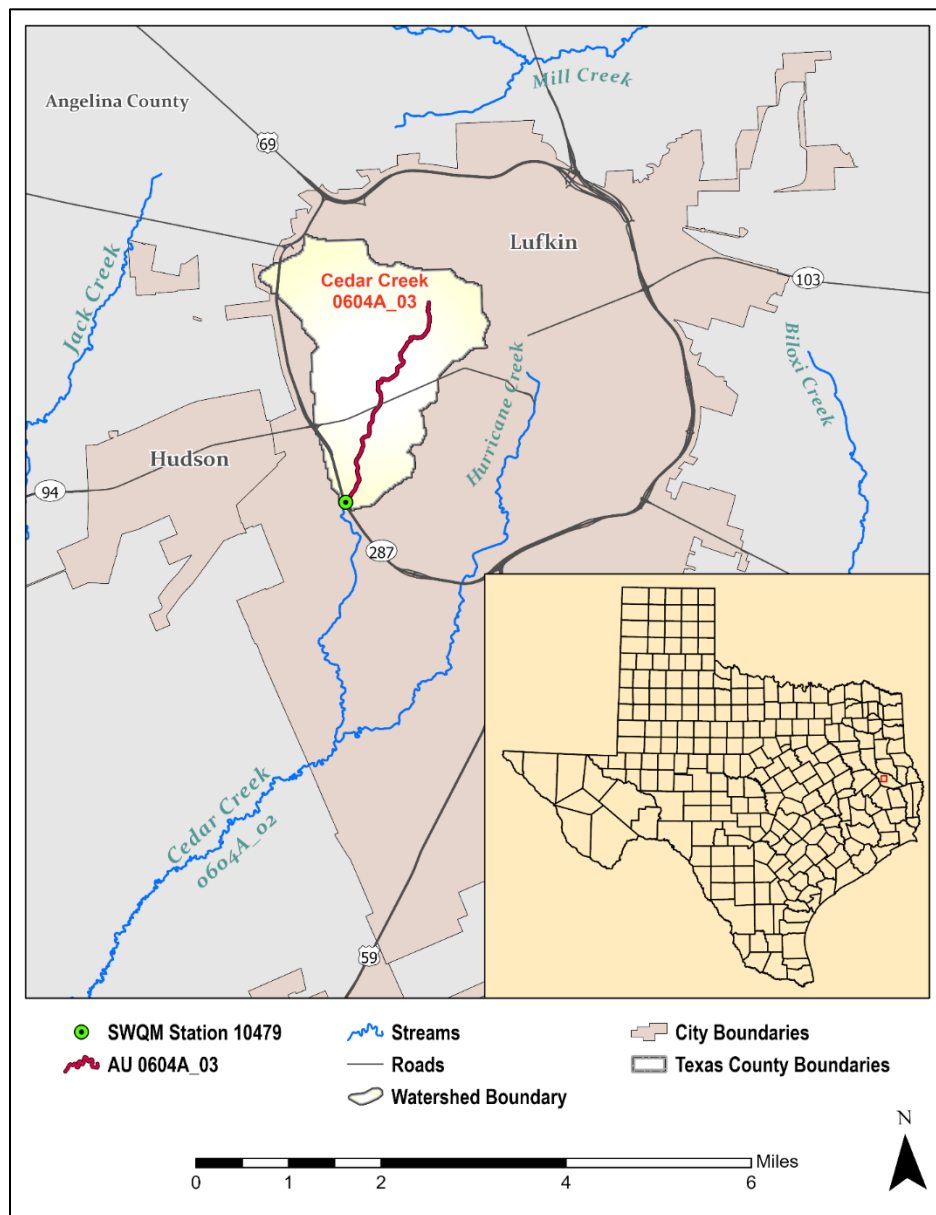 Mill Creek
Angelina County
69
Lufkin
Jack Creek
Cedar Creek
0604A_03
103
Biloxi Creek
Hurricane Creek
Hudson
94
287
Cedar Creek
0604A_02
59
SWQM Station 10479
Streams
City Boundaries
AU 0604A_03
Roads
Texas County Boundaries
Watershed Boundary
N
Miles
0 1 2 4 6